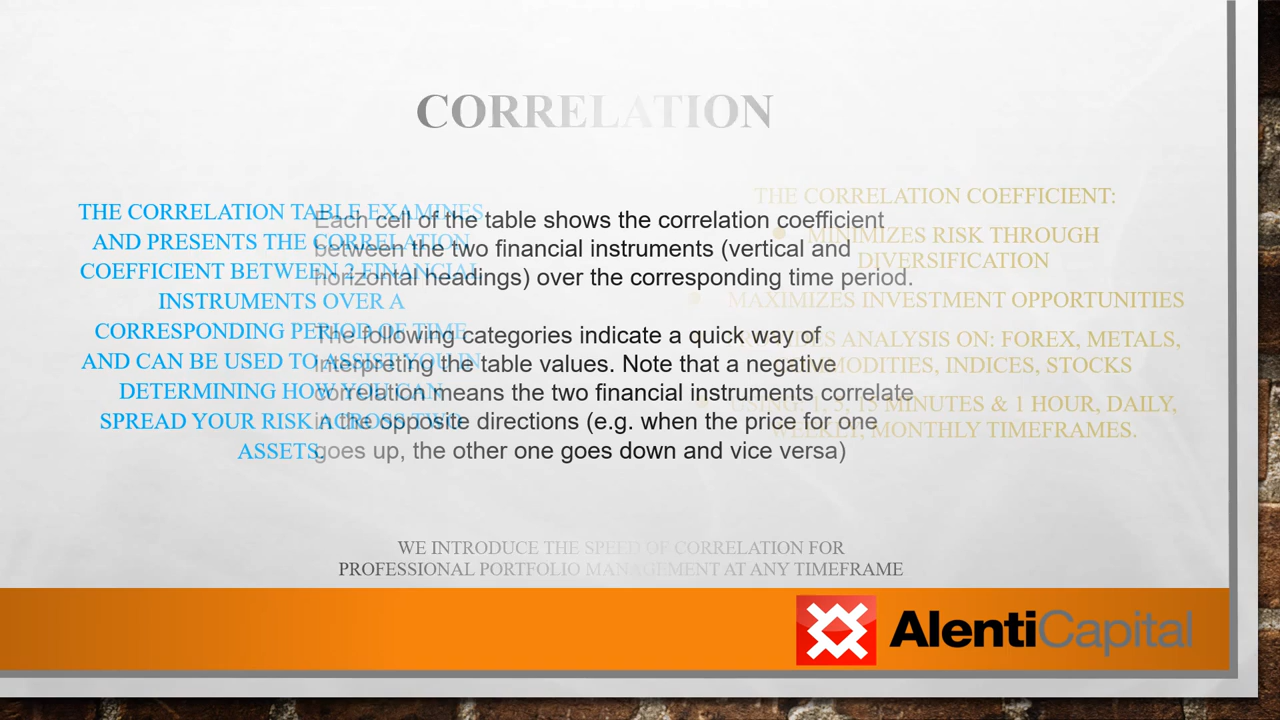 CORRELATION
THE CORRELATION TABLE EXAMINES
AND PRESENTS THE CORRELATION
COEFFICIENT BETWEEN 2 FINANCIAL
INSTRUMENTS OVER A
CORRESPONDING PERIOD OF TIME
AND CAN BE USED TO ASSIST YOU IN
DETERMINING HOW YOU CAN
SPREAD YOUR RISK ACROSS TWO
ASSETS.
Each cell of the table shows the correlation coefficient
between the two financial instruments (vertical and
horizontal headings) over the corresponding time period.
The following categories indicate a quick way of
interpreting the table values. Note that a negative
correlation means the two financial instruments correlate
in the opposite directions (e.g. when the price for one
goes up, the other one goes down and vice versa)
THE CORRELATION COEFFICIENT:
• MINIMIZES RISK THROUGH
DIVERSIFICATION
• MAXIMIZES INVESTMENT OPPORTUNITIES
ANALYSIS ON: FOREX, METALS,
INDICES, STOCKS
• USING: 1, 5, 15 MINUTES & 1 HOUR, DAILY,
WEEKLY, MONTHLY TIMEFRAMES.
WE INTRODUCE THE SPEED OF CORRELATION FOR
PROFESSIONAL PORTFOLIO MANAGEMENT AT ANY TIMEFRAME
AlentiCapital